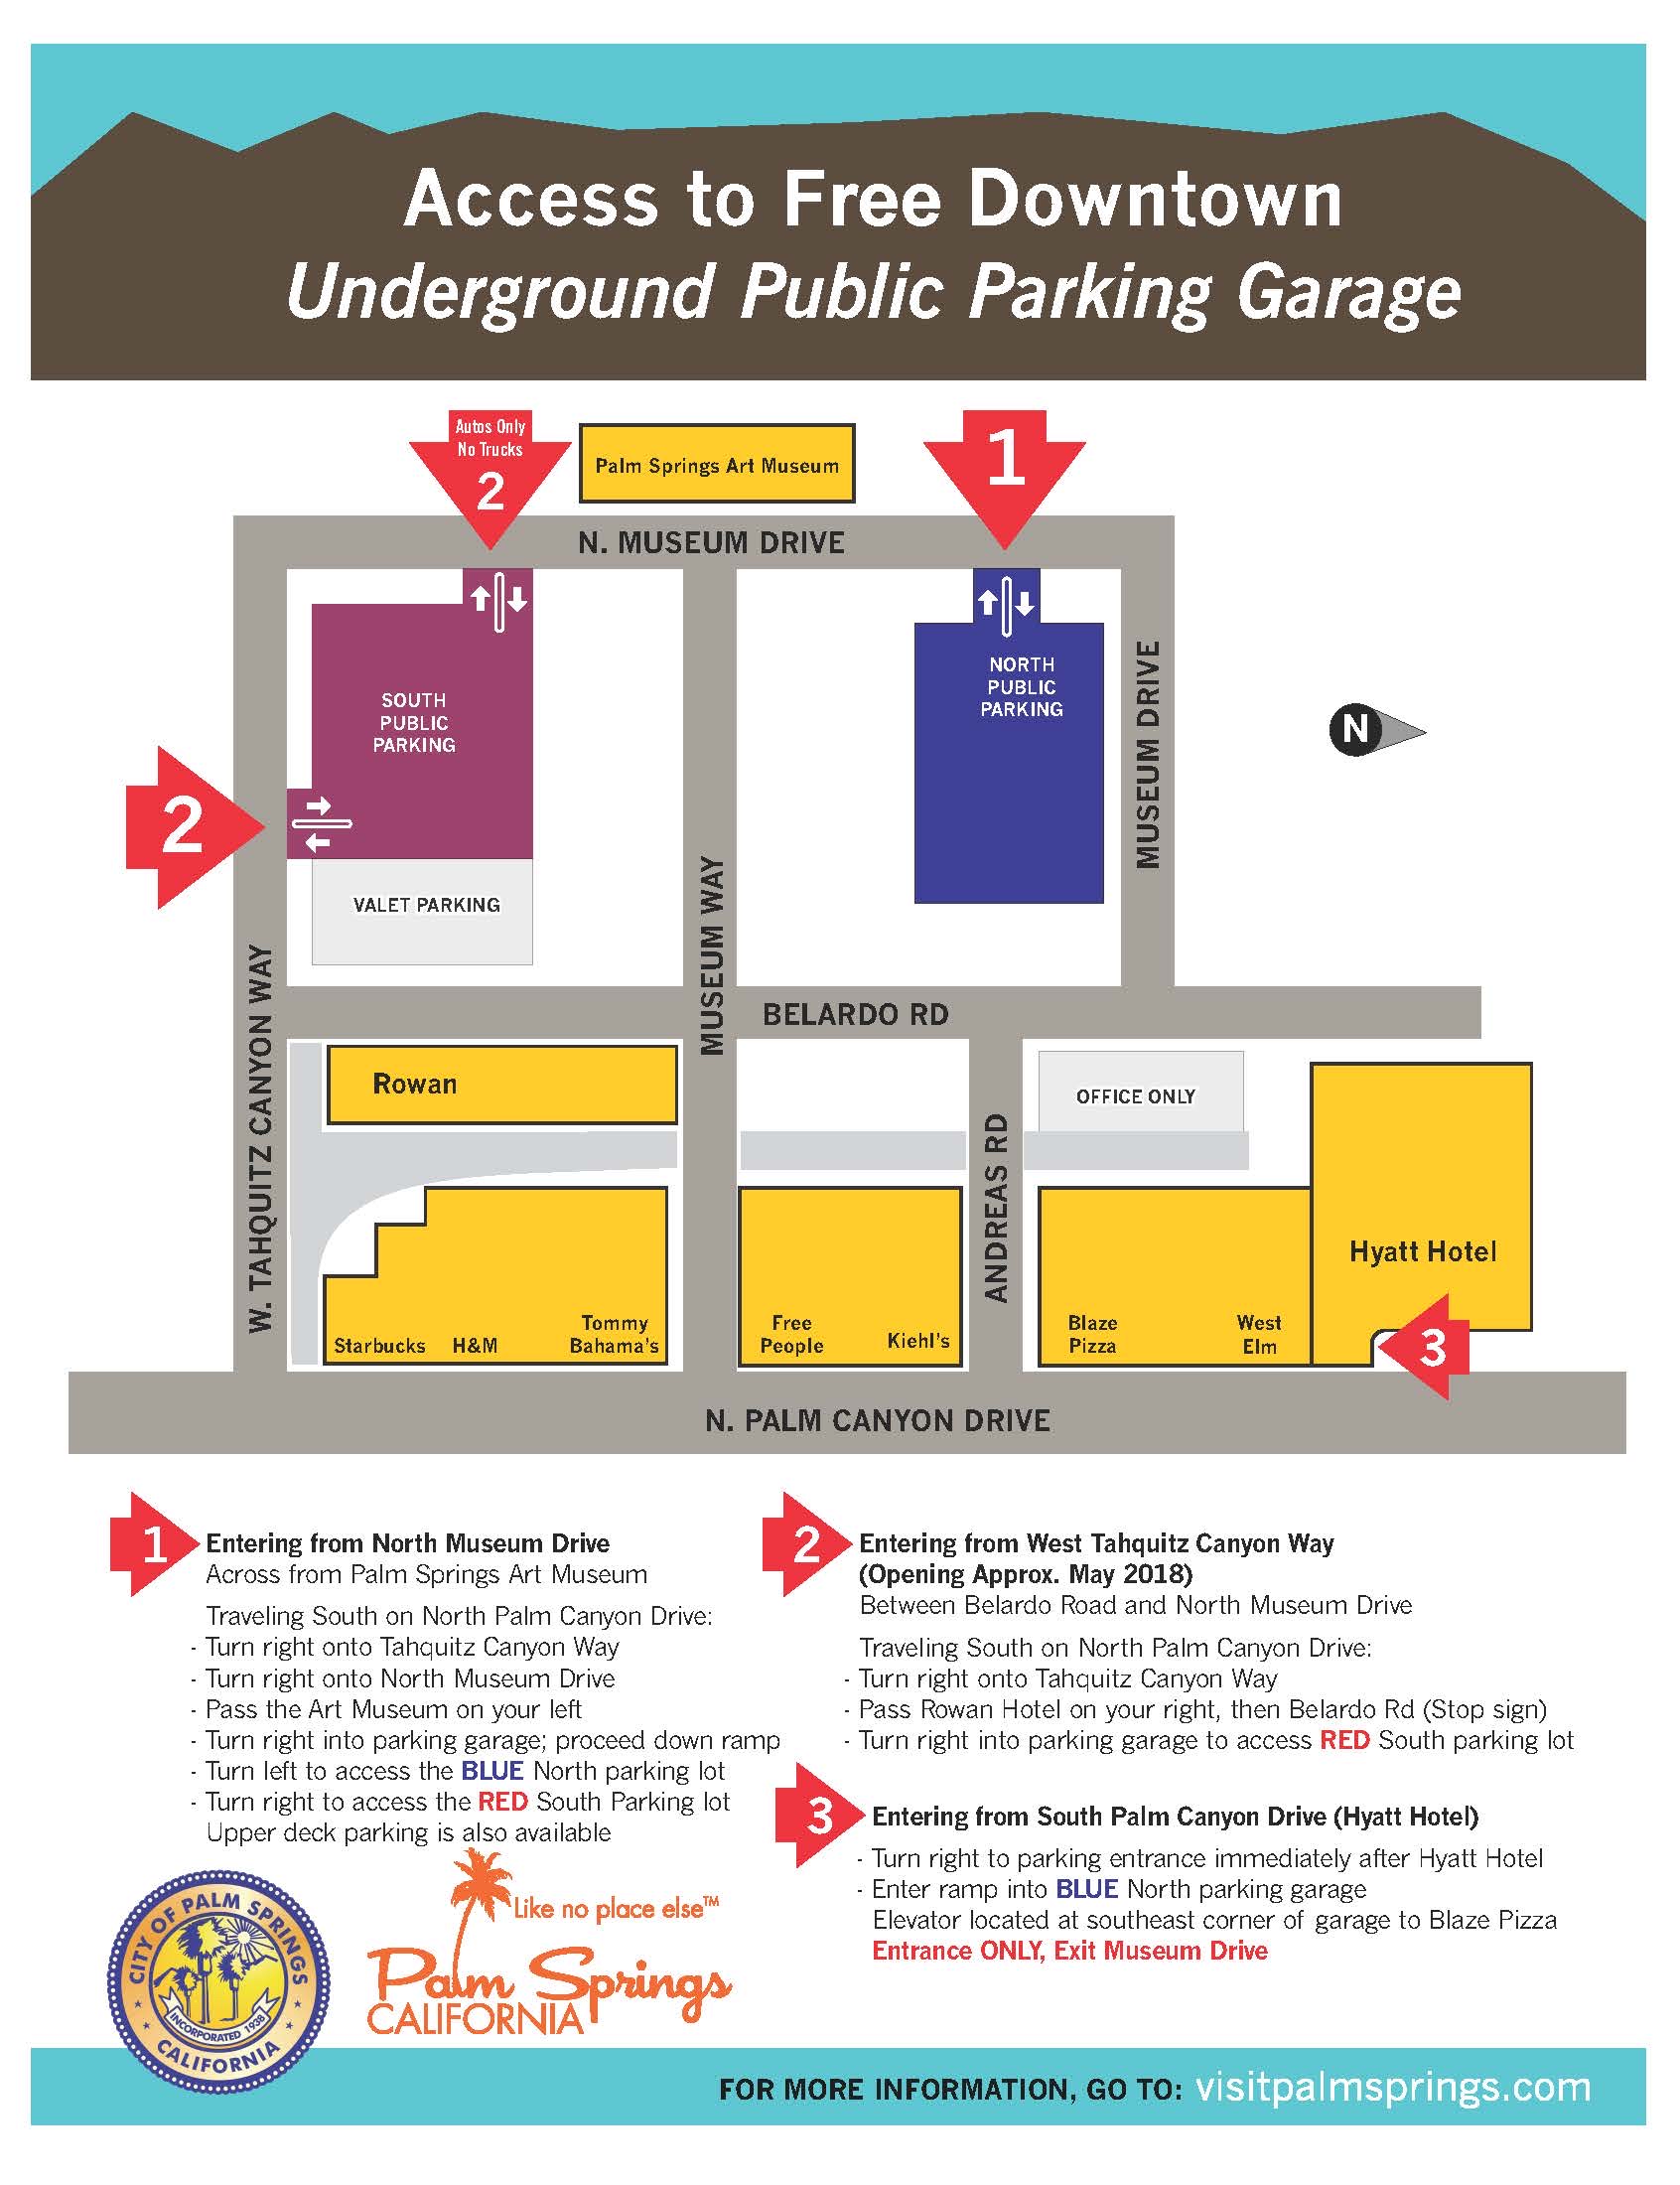 Access to Free Downtown
Underground Public Parking Garage
Autos Only
No Trucks
2
Palm Springs Art Museum
1
N. MUSEUM DRIVE
SOUTH
PUBLIC
PARKING
NORTH
PUBLIC
PARKING
MUSEUM DRIVE
N
2
VALET PARKING
MUSEUM WAY
W. TAHQUITZ CANYON WAY
BELARDO RD
Rowan
OFFICE ONLY
ANDREAS RD
Hyatt Hotel
Starbucks
H&M
Tommy
Bahama's
Free
People
Kiehl's
Blaze
Pizza
West
Elm
3
N. PALM CANYON DRIVE
1
Entering from North Museum Drive
Across from Palm Springs Art Museum
Traveling South on North Palm Canyon Drive:
- Turn right onto Tahquitz Canyon Way
- Turn right onto North Museum Drive
- Pass the Art Museum on your left
- Turn right into parking garage; proceed down ramp
- Turn left to access the BLUE North parking lot
- Turn right to access the RED South Parking lot
Upper deck parking is also available
2
Entering from West Tahquitz Canyon Way
(Opening Approx. May 2018)
Between Belardo Road and North Museum Drive
Traveling South on North Palm Canyon Drive:
- Turn right onto Tahquitz Canyon Way
- Pass Rowan Hotel on your right, then Belardo Rd (Stop sign)
- Turn right into parking garage to access RED South parking lot
3
Entering from South Palm Canyon Drive (Hyatt Hotel)
- Turn right to parking entrance immediately after Hyatt Hotel
- Enter ramp into BLUE North parking garage
Elevator located at southeast corner of garage to Blaze Pizza
Entrance ONLY, Exit Museum Drive
CITY OF PALM SPRINGS
INCORPORATED 1938
CALIFORNIA
Like no place else™
Palm Springs
CALIFORNIA
FOR MORE INFORMATION, GO TO: visitpalmsprings.com